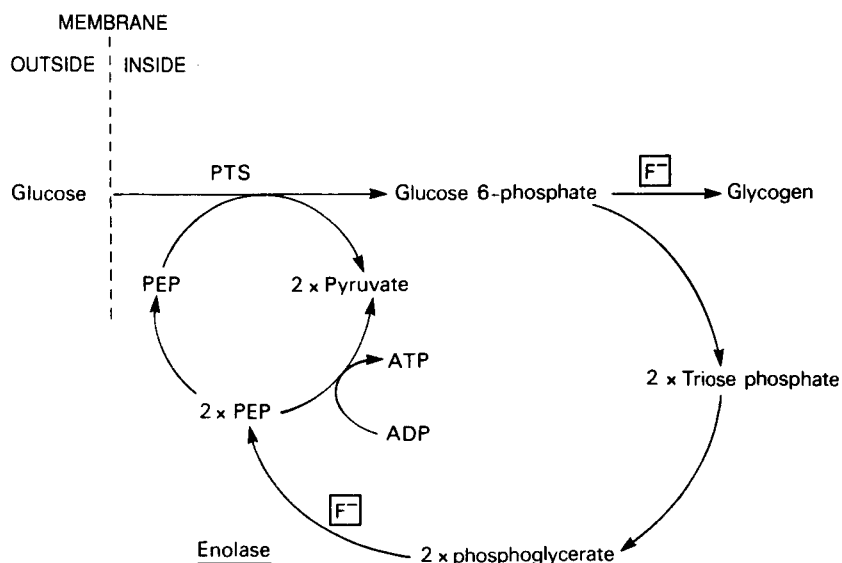 MEMBRANE
OUTSIDE INSIDE
PTS
F⁻
Glucose
Glucose 6-phosphate
Glycogen
PEP
2 × Pyruvate
ATP
2 × Triose phosphate
2 × PEP
ADP
F⁻
Enolase
2 × phosphoglycerate